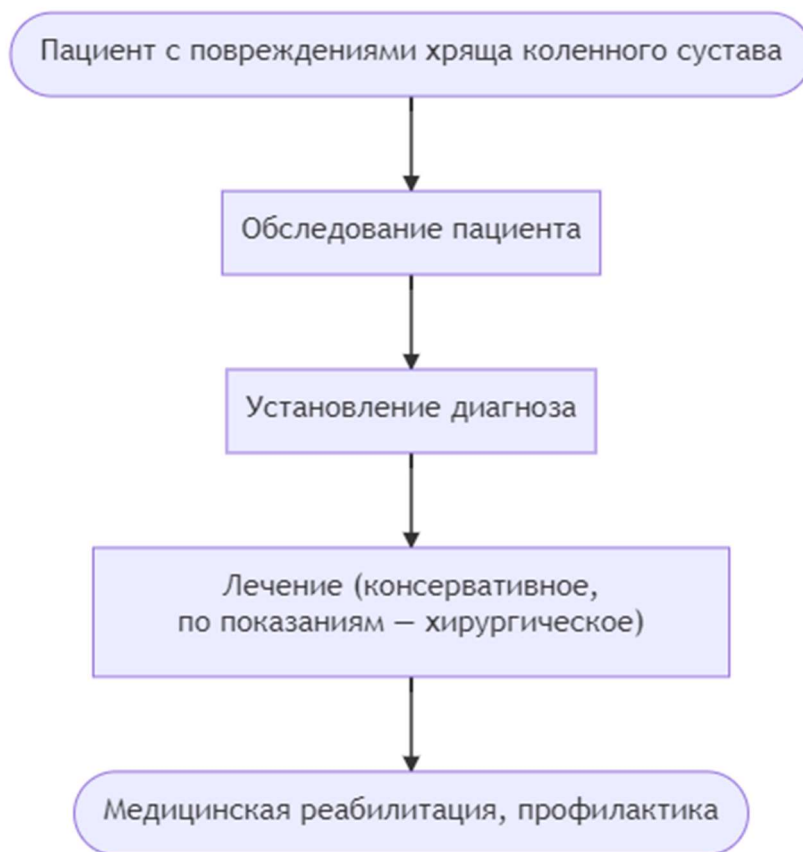 Пациент с повреждениями хряща коленного сустава
Обследование пациента
Установление диагноза
Лечение (консервативное,
по показаниям — хирургическое)
Медицинская реабилитация, профилактика